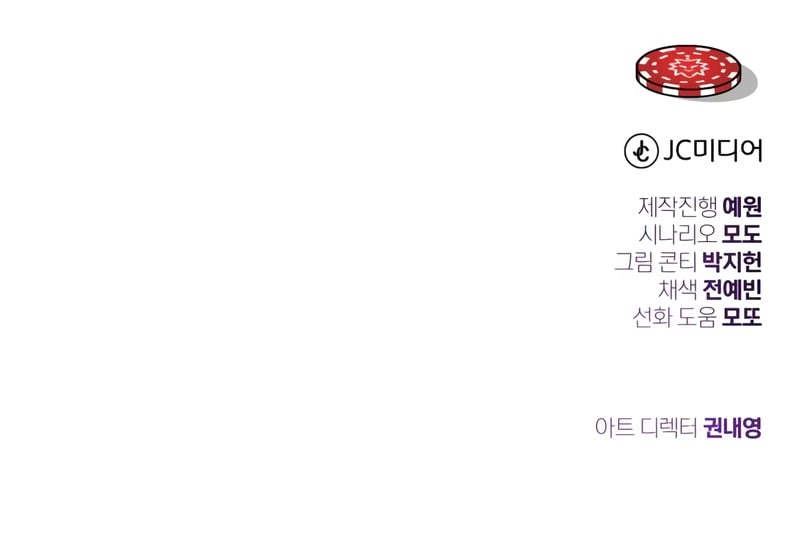 JC JC미디어
제작진행 예원
시나리오 모도
그림 콘티 박지헌
채색 전예빈
선화 도움 모또
아트 디렉터 권내영